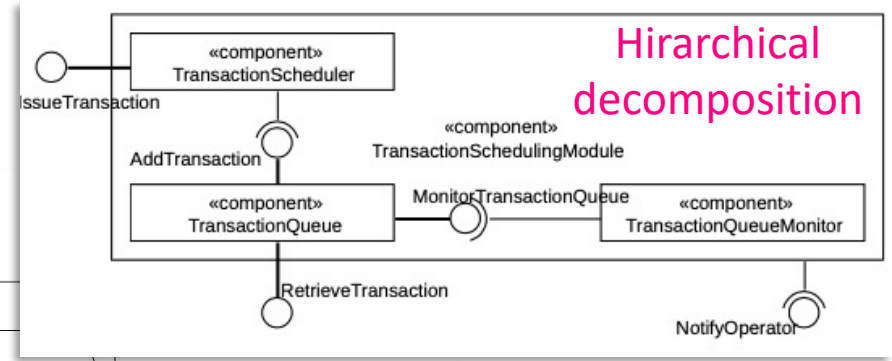 Hirarchical
decomposition
«component»
TransactionScheduler
IssueTransaction
«component»
TransactionSchedulingModule
AddTransaction
«component»
TransactionQueue
MonitorTransactionQueue
«component»
TransactionQueueMonitor
RetrieveTransaction
NotifyOperator